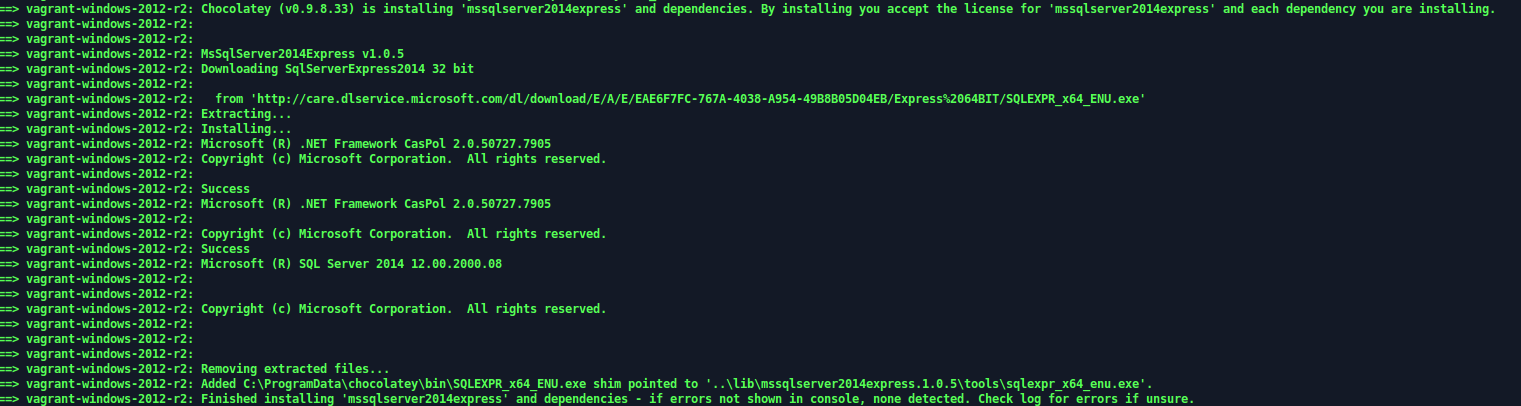 ==> vagrant-windows-2012-r2: Chocolatey (v0.9.8.33) is installing 'mssqlserver2014express' and dependencies. By installing you accept the license for 'mssqlserver2014express' and each dependency you are installing.
==> vagrant-windows-2012-r2:
==> vagrant-windows-2012-r2:
==> vagrant-windows-2012-r2: MsSqlServer2014Express v1.0.5
==> vagrant-windows-2012-r2: Downloading SqlServerExpress2014 32 bit
==> vagrant-windows-2012-r2:
==> vagrant-windows-2012-r2:   from 'http://care.dlservice.microsoft.com/dl/download/E/A/E/EAE6F7FC-767A-4038-A954-49B8B05D04EB/Express%2064BIT/SQLEXPR_x64_ENU.exe'
==> vagrant-windows-2012-r2: Extracting...
==> vagrant-windows-2012-r2: Installing...
==> vagrant-windows-2012-r2: Microsoft (R) .NET Framework CasPol 2.0.50727.7905
==> vagrant-windows-2012-r2: Copyright (c) Microsoft Corporation.  All rights reserved.
==> vagrant-windows-2012-r2:
==> vagrant-windows-2012-r2: Success
==> vagrant-windows-2012-r2: Microsoft (R) .NET Framework CasPol 2.0.50727.7905
==> vagrant-windows-2012-r2:
==> vagrant-windows-2012-r2: Copyright (c) Microsoft Corporation.  All rights reserved.
==> vagrant-windows-2012-r2: Success
==> vagrant-windows-2012-r2: Microsoft (R) SQL Server 2014 12.00.2000.08
==> vagrant-windows-2012-r2:
==> vagrant-windows-2012-r2:
==> vagrant-windows-2012-r2: Copyright (c) Microsoft Corporation.  All rights reserved.
==> vagrant-windows-2012-r2:
==> vagrant-windows-2012-r2:
==> vagrant-windows-2012-r2:
==> vagrant-windows-2012-r2: Removing extracted files...
==> vagrant-windows-2012-r2: Added C:\ProgramData\chocolatey\bin\SQLEXPR_x64_ENU.exe shim pointed to '..\lib\mssqlserver2014express.1.0.5\tools\sqlexpr_x64_enu.exe'.
==> vagrant-windows-2012-r2: Finished installing 'mssqlserver2014express' and dependencies - if errors not shown in console, none detected. Check log for errors if unsure.